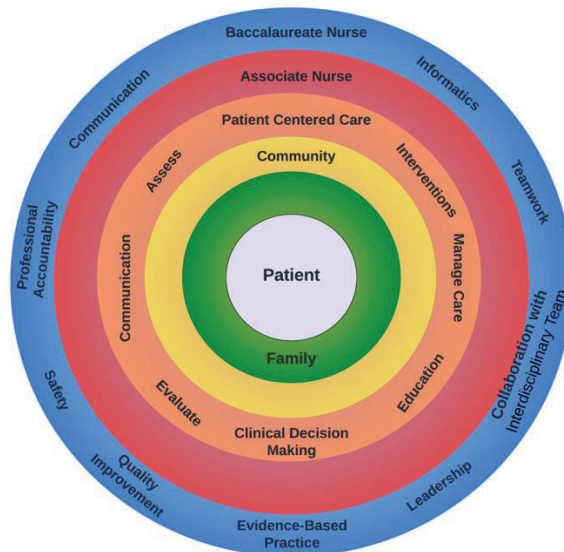 Baccalaureate Nurse
Informatics
Teamwork
Collaboration with
Interdisciplinary Team
Leadership
Evidence-Based
Practice
Quality
Improvement
Safety
Professional
Accountability
Communication
Associate Nurse
Patient Centered Care
Interventions
Manage Care
Education
Clinical Decision
Making
Evaluate
Communication
Assess
Community
Patient
Family